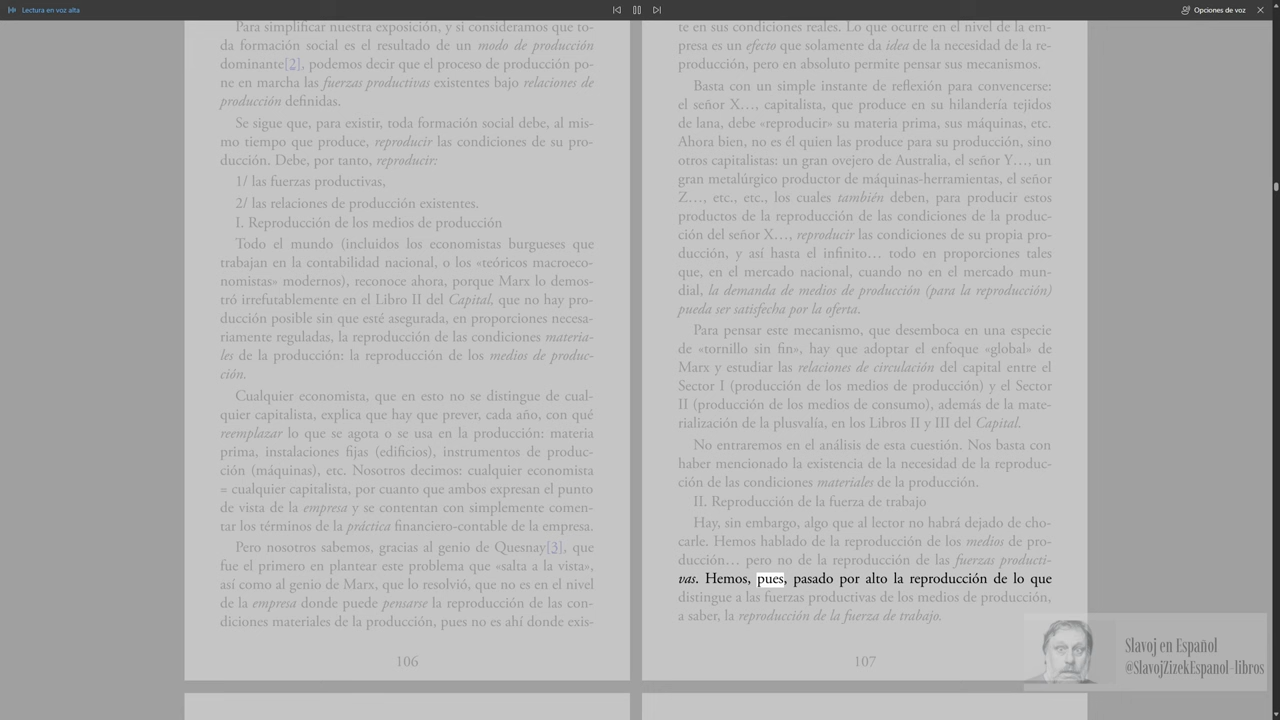 Lectura en voz alta
Opciones de voz
Para simplificar nuestra exposición, y si consideramos que to-
da formación social es el resultado de un modo de producción
dominante[2], podemos decir que el proceso de producción po-
ne en marcha las fuerzas productivas existentes bajo relaciones de
producción definidas.
Se sigue que, para existir, toda formación social debe, al mis-
mo tiempo que produce, reproducir las condiciones de su pro-
ducción. Debe, por tanto, reproducir:
1/ las fuerzas productivas,
2/ las relaciones de producción existentes.
I. Reproducción de los medios de producción
Todo el mundo (incluidos los economistas burgueses que
trabajan en la contabilidad nacional, o los «teóricos macroeco-
nomistas» modernos), reconoce ahora, porque Marx lo demos-
tró irrefutablemente en el Libro II del Capital, que no hay pro-
ducción posible sin que esté asegurada, en proporciones necesa-
riamente reguladas, la reproducción de las condiciones materia-
les de la producción: la reproducción de los medios de produc-
ción.
Cualquier economista, que en esto no se distingue de cual-
quier capitalista, explica que hay que prever, cada año, con qué
reemplazar lo que se agota o se usa en la producción: materia
prima, instalaciones fijas (edificios), instrumentos de produc-
ción (máquinas), etc. Nosotros decimos: cualquier economista
= cualquier capitalista, por cuanto que ambos expresan el punto
de vista de la empresa y se contentan con simplemente comen-
tar los términos de la práctica financiero-contable de la empresa.
Pero nosotros sabemos, gracias al genio de Quesnay[3], que
fue el primero en plantear este problema que «salta a la vista»,
así como al genio de Marx, que lo resolvió, que no es en el nivel
de la empresa donde puede pensarse la reproducción de las con-
diciones materiales de la producción, pues no es ahí donde exis-
106
te en sus condiciones reales. Lo que ocurre en el nivel de la em-
presa es un efecto que solamente da idea de la necesidad de la re-
producción, pero en absoluto permite pensar sus mecanismos.
Basta con un simple instante de reflexión para convencerse:
el señor X…, capitalista, que produce en su hilandería tejidos
de lana, debe «reproducir» su materia prima, sus máquinas, etc.
Ahora bien, no es él quien las produce para su producción, sino
otros capitalistas: un gran ovejero de Australia, el señor Y…, un
gran metalúrgico productor de máquinas-herramientas, el señor
Z…, etc., etc., los cuales también deben, para producir estos
productos de la reproducción de las condiciones de la produc-
ción del señor X…, reproducir las condiciones de su propia pro-
ducción, y así hasta el infinito… todo en proporciones tales
que, en el mercado nacional, cuando no en el mercado mun-
dial, la demanda de medios de producción (para la reproducción)
pueda ser satisfecha por la oferta.
Para pensar este mecanismo, que desemboca en una especie
de «tornillo sin fin», hay que adoptar el enfoque «global» de
Marx y estudiar las relaciones de circulación del capital entre el
Sector I (producción de los medios de producción) y el Sector
II (producción de los medios de consumo), además de la mate-
rialización de la plusvalía, en los Libros II y III del Capital.
No entraremos en el análisis de esta cuestión. Nos basta con
haber mencionado la existencia de la necesidad de la reproduc-
ción de las condiciones materiales de la producción.
II. Reproducción de la fuerza de trabajo
Hay, sin embargo, algo que al lector no habrá dejado de cho-
carle. Hemos hablado de la reproducción de los medios de pro-
ducción… pero no de la reproducción de las fuerzas producti-
vas. Hemos, pues, pasado por alto la reproducción de lo que
distingue a las fuerzas productivas de los medios de producción,
a saber, la reproducción de la fuerza de trabajo.
107
Slavoj en Español
@SlavojZizekEspanol-libros